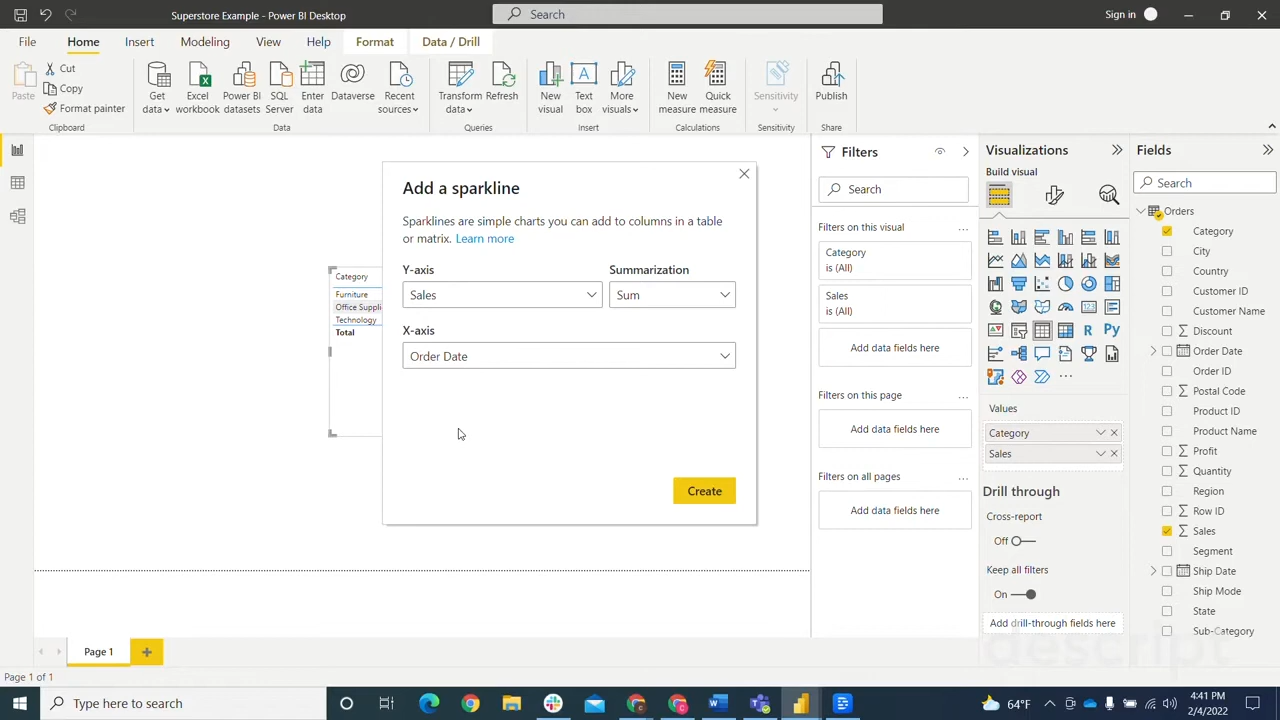 Superstore Example - Power BI Desktop
Search
Sign in
File Home Insert Modeling View Help Format Data / Drill
Paste
Cut
Copy
Format painter
Clipboard
Get data
Excel workbook
Power BI datasets
SQL Server
Enter data
Dataverse
Recent sources
Data
Transform data
Refresh
Queries
New visual
Text box
More visuals
Insert
New measure
Quick measure
Calculations
Sensitivity
Sensitivity
Publish
Share
Category
Furniture
Office Suppli
Technology
Total
Add a sparkline
Sparklines are simple charts you can add to columns in a table
or matrix. Learn more
Y-axis
Sales
Summarization
Sum
X-axis
Order Date
Create
Filters
Search
Filters on this visual
Category
is (All)
Sales
is (All)
Add data fields here
Filters on this page
Add data fields here
Filters on all pages
Add data fields here
Visualizations
Build visual
R
Py
Values
Category
Sales
Drill through
Cross-report
Off
Keep all filters
On
Add drill-through fields here
Fields
Search
Orders
Category
City
Country
Customer ID
Customer Name
Discount
Order Date
Order ID
Postal Code
Product ID
Product Name
Profit
Quantity
Region
Row ID
Sales
Segment
Ship Date
Ship Mode
State
Sub-Category
descript
Page 1
Page 1 of 1
Type here to search
64°F
4:41 PM
2/4/2022